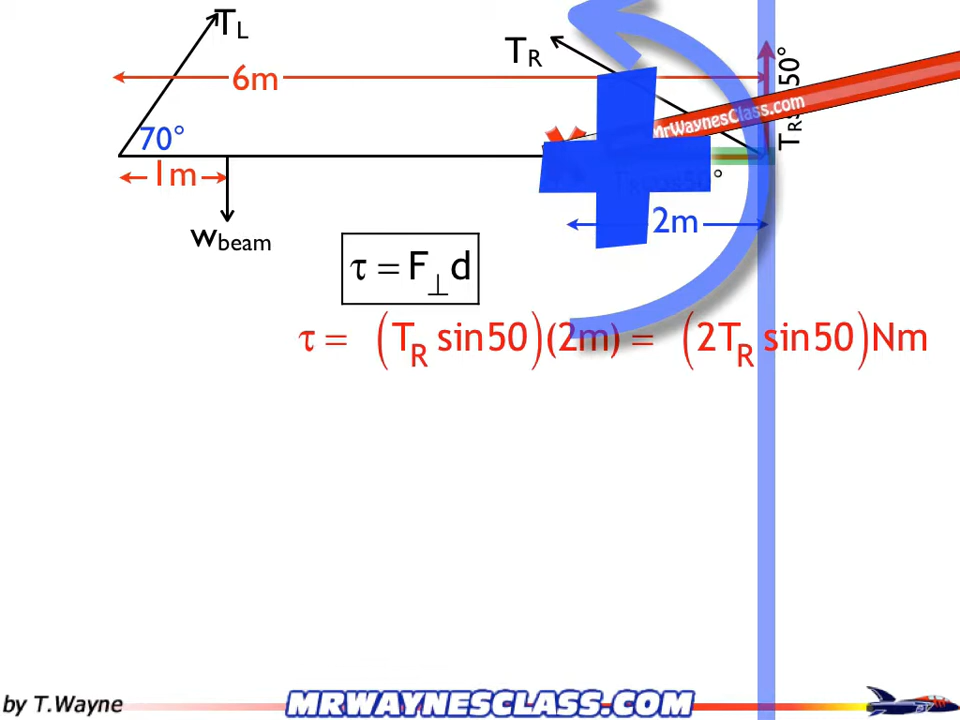 T_L
T_R
6m
50°
MrWaynesClass.com
70°
1m
2m
w_beam
τ = F_⊥ d
τ = (T_R sin50)(2m) = (2T_R sin50)Nm
by T.Wayne
MRWAYNESCLASS.COM